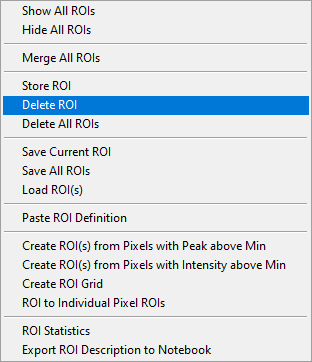 Show All ROIs
Hide All ROIs
Merge All ROIs
Store ROI
Delete ROI
Delete All ROIs
Save Current ROI
Save All ROIs
Load ROI(s)
Paste ROI Definition
Create ROI(s) from Pixels with Peak above Min
Create ROI(s) from Pixels with Intensity above Min
Create ROI Grid
ROI to Individual Pixel ROIs
ROI Statistics
Export ROI Description to Notebook